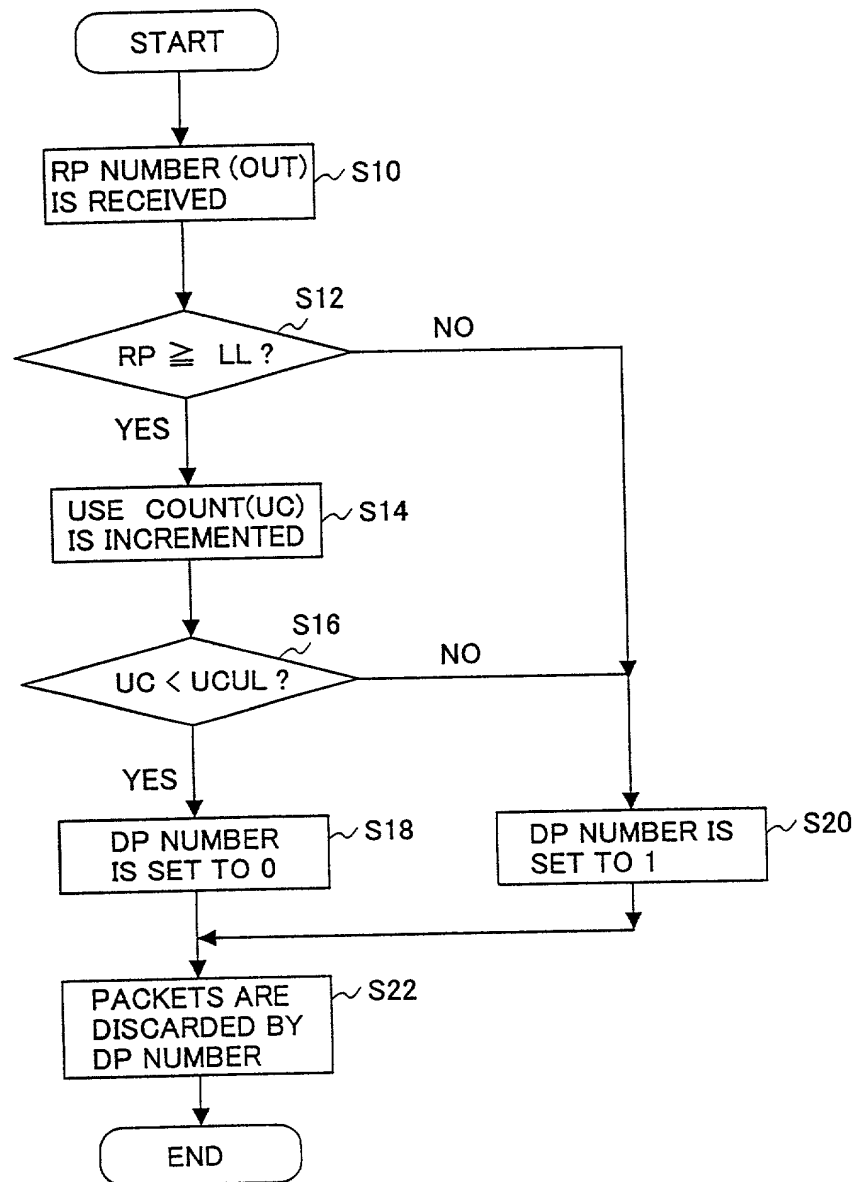 START
RP NUMBER (OUT)
IS RECEIVED
S10
S12
RP ≧ LL ?
NO
YES
USE COUNT(UC)
IS INCREMENTED
S14
S16
UC < UCUL ?
NO
YES
DP NUMBER
IS SET TO 0
S18
DP NUMBER IS
SET TO 1
S20
PACKETS ARE
DISCARDED BY
DP NUMBER
S22
END